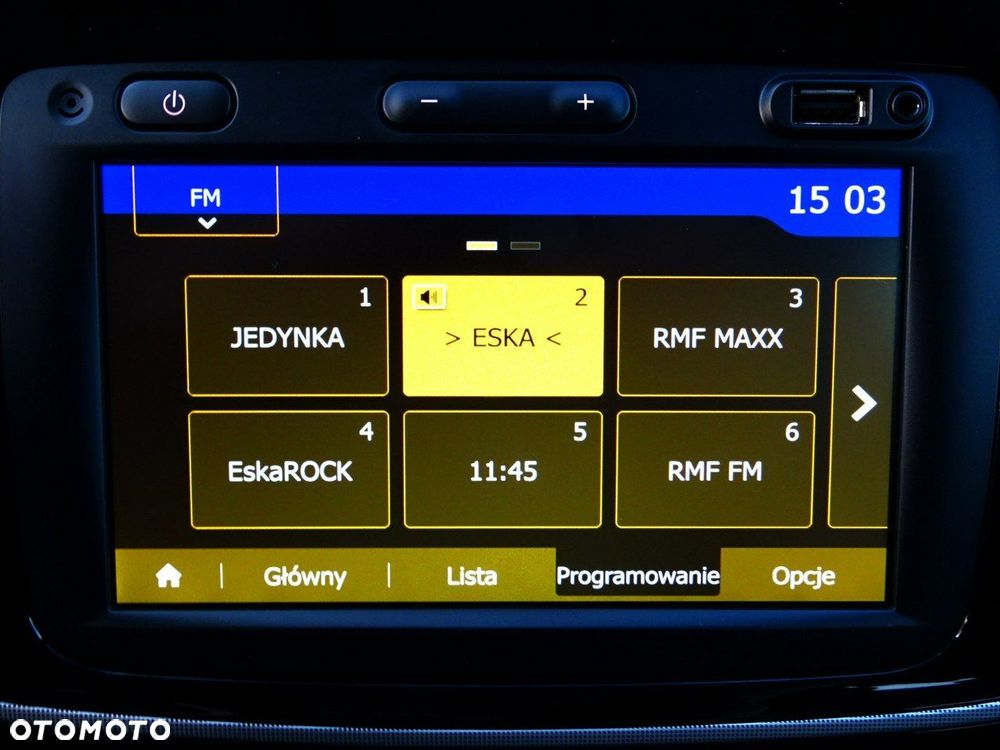 FM
15 03
1
JEDYNKA
2
> ESKA <
3
RMF MAXX
4
EskaROCK
5
11:45
6
RMF FM
Główny
Lista
Programowanie
Opcje
OTOMOTO